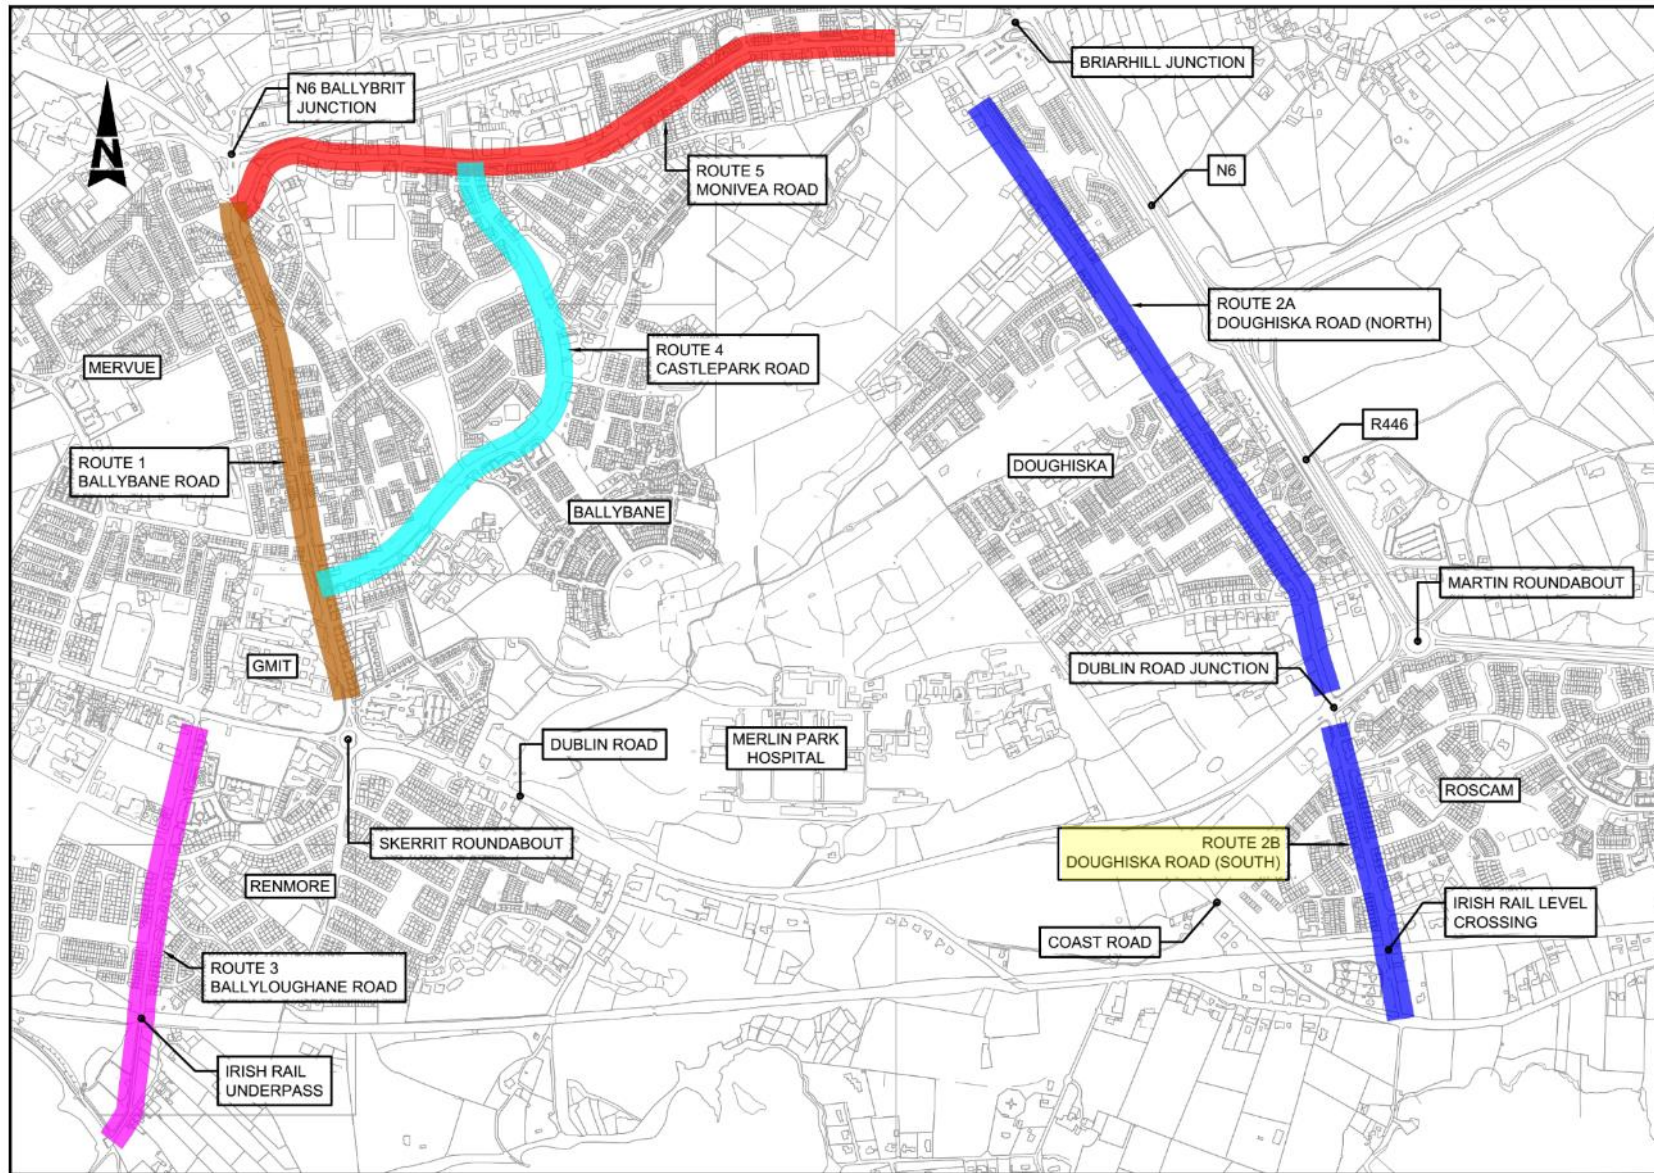 BRIARHILL JUNCTION
N6 BALLYBRIT
JUNCTION
N
ROUTE 5
MONIVEA ROAD
N6
ROUTE 2A
DOUGHISKA ROAD (NORTH)
MERVUE
ROUTE 4
CASTLEPARK ROAD
R446
ROUTE 1
BALLYBANE ROAD
DOUGHISKA
BALLYBANE
MARTIN ROUNDABOUT
GMIT
DUBLIN ROAD JUNCTION
DUBLIN ROAD
MERLIN PARK
HOSPITAL
ROSCAM
SKERRIT ROUNDABOUT
ROUTE 2B
DOUGHISKA ROAD (SOUTH)
RENMORE
IRISH RAIL LEVEL
CROSSING
COAST ROAD
ROUTE 3
BALLYLOUGHANE ROAD
IRISH RAIL
UNDERPASS